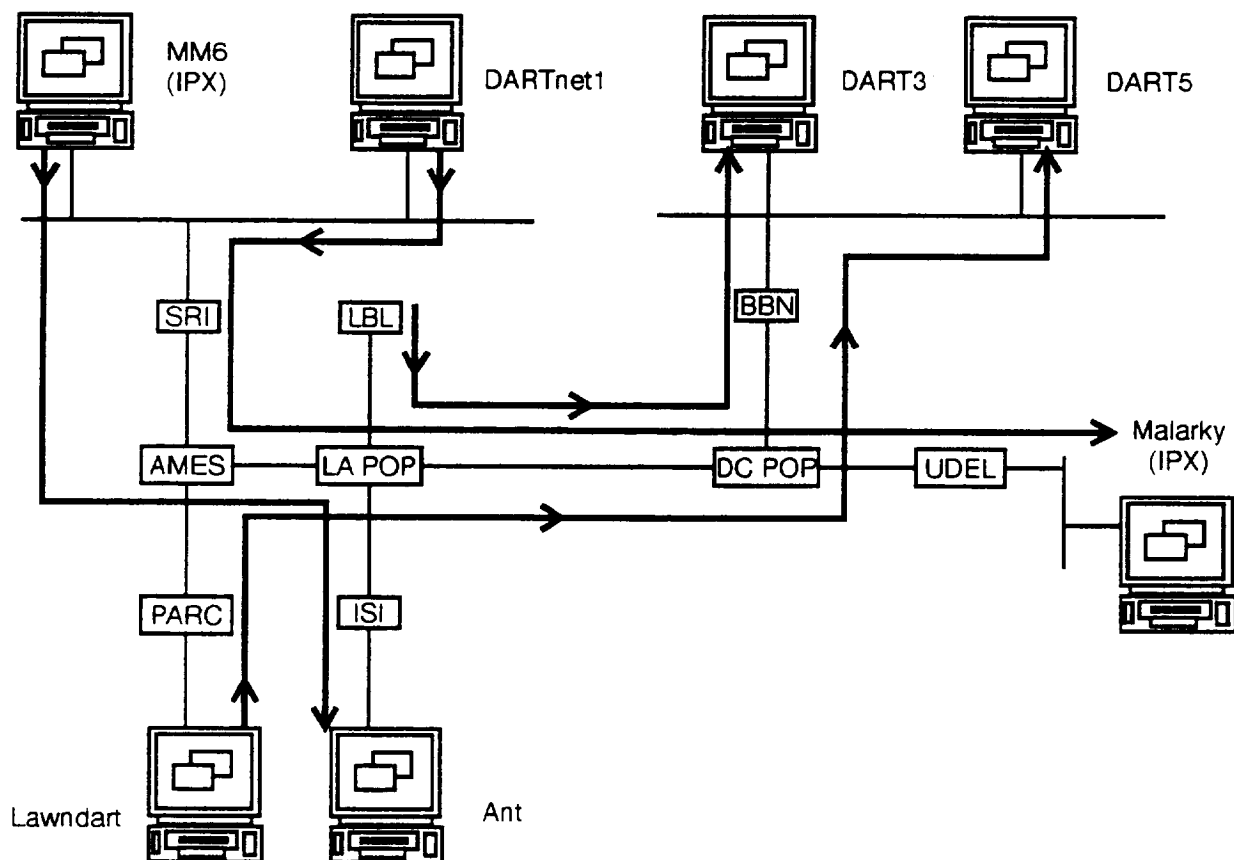 MM6
(IPX)
DARTnet1
DART3
DART5
SRI
LBL
BBN
AMES
LA POP
DC POP
UDEL
Malarky
(IPX)
PARC
ISI
Lawndart
Ant